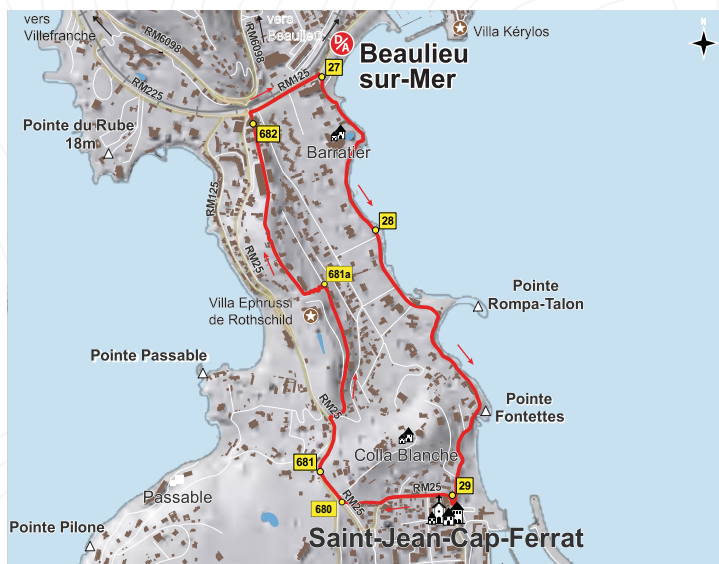 vers
Villefranche
RM6098
RM6098
vers
Beaulieu
D/A
Villa Kérylos
N
Beaulieu
sur-Mer
27
RM125
RM225
Pointe du Rube
18m
682
Barratier
RM125
28
RM25
681a
Pointe
Rompa-Talon
Villa Ephrussi
de Rothschild
Pointe Passable
RM25
Pointe
Fontettes
Colla Blanche
681
Passable
RM25
29
RM25
680
Pointe Pilone
Saint-Jean-Cap-Ferrat